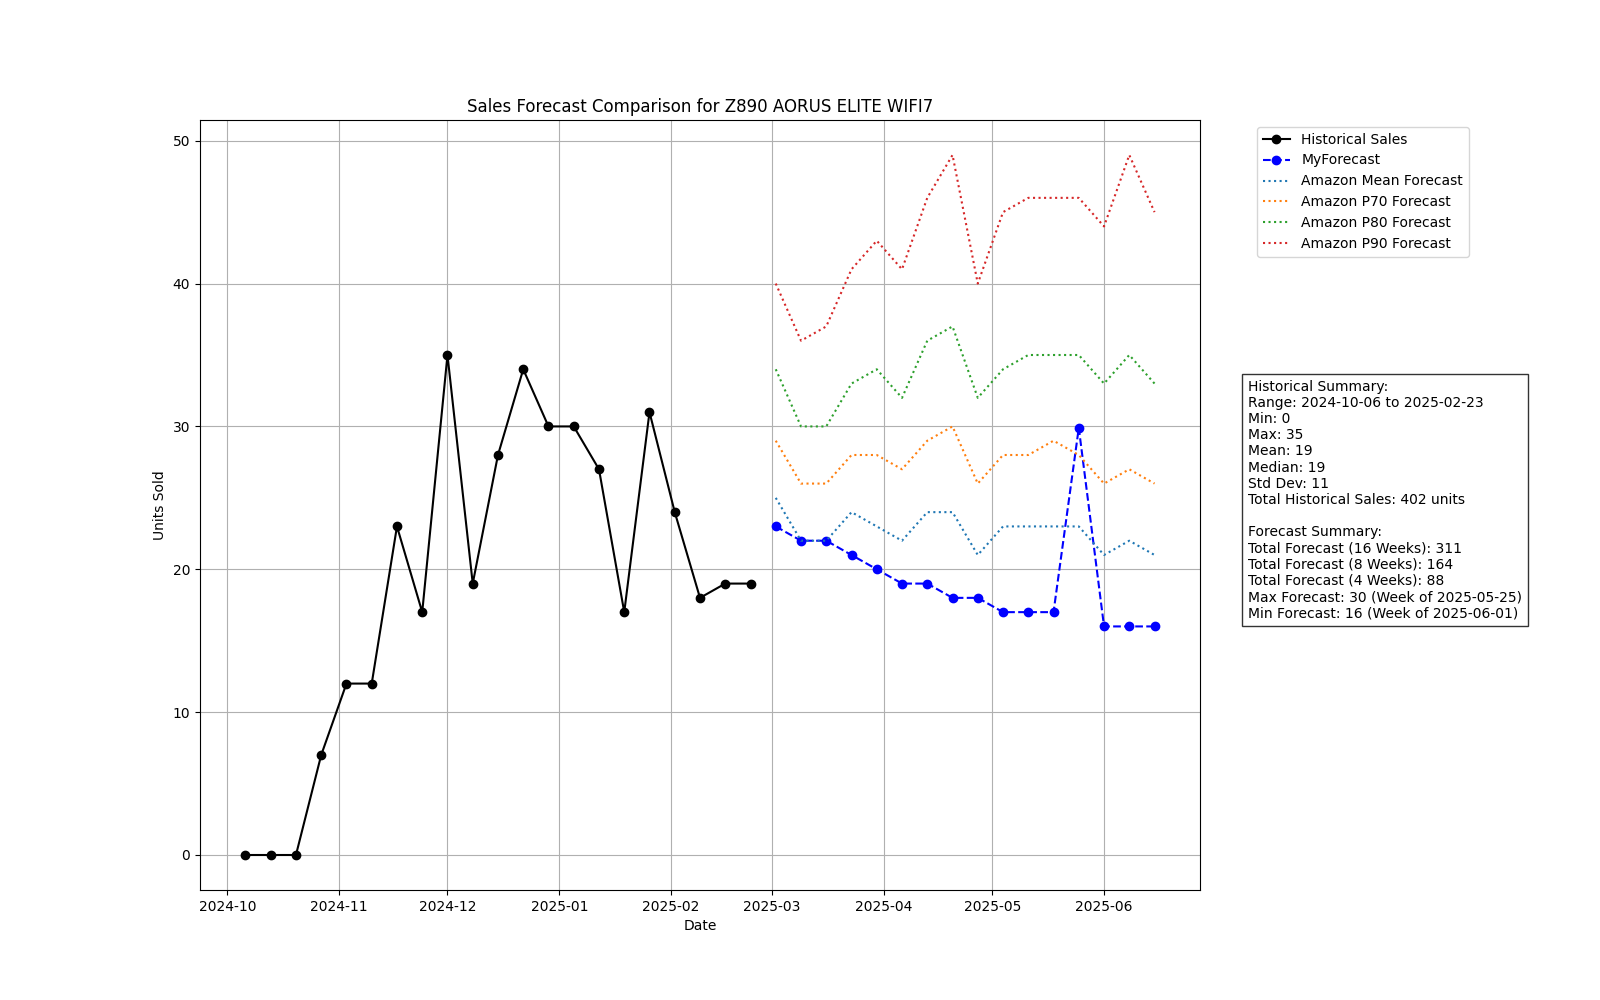 Sales Forecast Comparison for Z890 AORUS ELITE WIFI7
Units Sold
50
40
30
20
10
0
2024-10
2024-11
2024-12
2025-01
2025-02
2025-03
2025-04
2025-05
2025-06
Date
Historical Sales
MyForecast
Amazon Mean Forecast
Amazon P70 Forecast
Amazon P80 Forecast
Amazon P90 Forecast
Historical Summary:
Range: 2024-10-06 to 2025-02-23
Min: 0
Max: 35
Mean: 19
Median: 19
Std Dev: 11
Total Historical Sales: 402 units
Forecast Summary:
Total Forecast (16 Weeks): 311
Total Forecast (8 Weeks): 164
Total Forecast (4 Weeks): 88
Max Forecast: 30 (Week of 2025-05-25)
Min Forecast: 16 (Week of 2025-06-01)